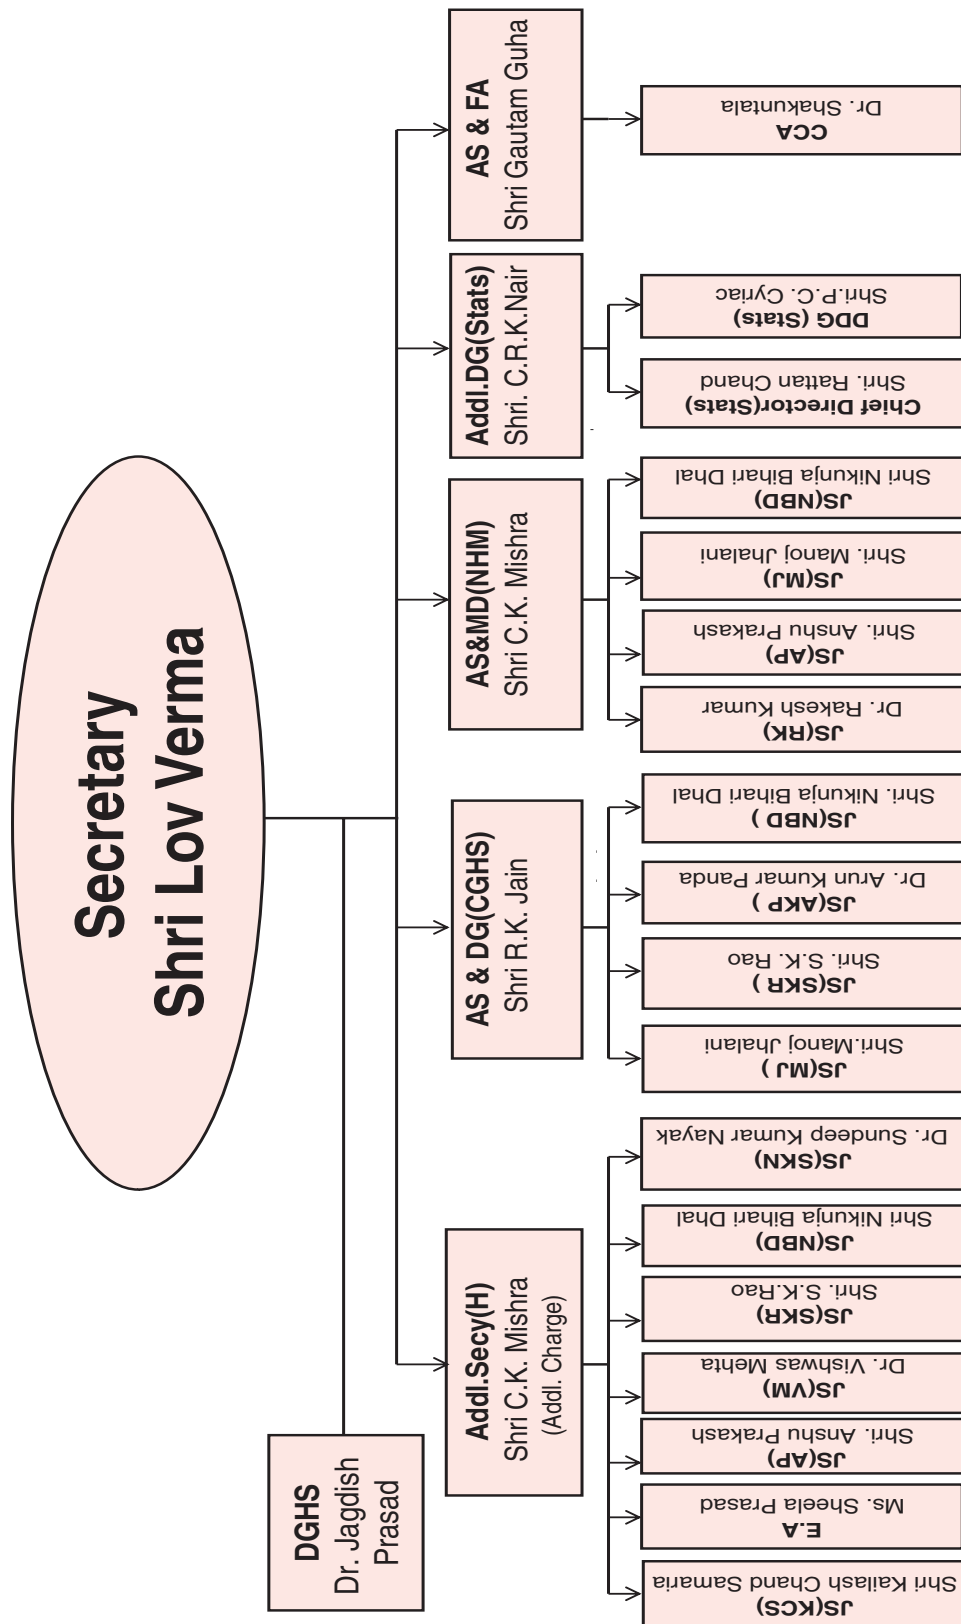 Secretary
Shri Lov Verma
DGHS
Dr. Jagdish
Prasad
Addl.Secy(H)
Shri C.K. Mishra
(Addl. Charge)
AS & DG(CGHS)
Shri R.K. Jain
AS&MD(NHM)
Shri C.K. Mishra
Addl.DG(Stats)
Shri. C.R.K.Nair
AS & FA
Shri Gautam Guha
JS(KCS)
Shri Kailash Chand Samaria
E.A
Ms. Sheela Prasad
JS(AP)
Shri. Anshu Prakash
JS(VM)
Dr. Vishwas Mehta
JS(SKR)
Shri. S.K.Rao
JS(NBD)
Shri Nikunja Bihari Dhal
JS(SKN)
Dr. Sundeep Kumar Nayak
JS(MJ )
Shri.Manoj Jhalani
JS(SKR )
Shri. S.K. Rao
JS(AKP )
Dr. Arun Kumar Panda
JS(NBD )
Shri. Nikunja Bihari Dhal
JS(RK)
Dr. Rakesh Kumar
JS(AP)
Shri. Anshu Prakash
JS(MJ)
Shri. Manoj Jhalani
JS(NBD)
Shri Nikunja Bihari Dhal
Chief Director(Stats)
Shri. Rattan Chand
DDG (Stats)
Shri.P.C. Cyriac
CCA
Dr. Shakuntala